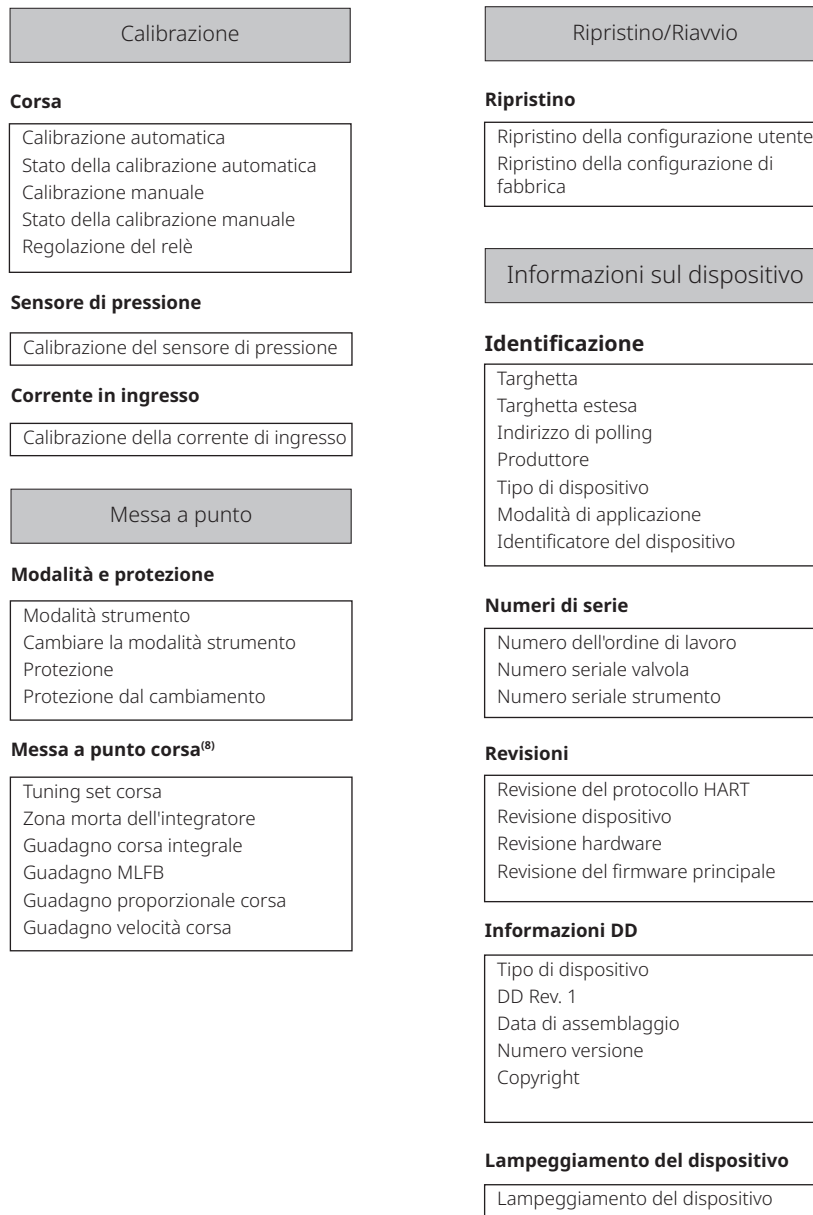 Calibrazione
Corsa
Calibrazione automatica
Stato della calibrazione automatica
Calibrazione manuale
Stato della calibrazione manuale
Regolazione del relè
Sensore di pressione
Calibrazione del sensore di pressione
Corrente in ingresso
Calibrazione della corrente di ingresso
Messa a punto
Modalità e protezione
Modalità strumento
Cambiare la modalità strumento
Protezione
Protezione dal cambiamento
Messa a punto corsa(8)
Tuning set corsa
Zona morta dell'integratore
Guadagno corsa integrale
Guadagno MLFB
Guadagno proporzionale corsa
Guadagno velocità corsa
Ripristino/Riavvio
Ripristino
Ripristino della configurazione utente
Ripristino della configurazione di
fabbrica
Informazioni sul dispositivo
Identificazione
Targhetta
Targhetta estesa
Indirizzo di polling
Produttore
Tipo di dispositivo
Modalità di applicazione
Identificatore del dispositivo
Numeri di serie
Numero dell'ordine di lavoro
Numero seriale valvola
Numero seriale strumento
Revisioni
Revisione del protocollo HART
Revisione dispositivo
Revisione hardware
Revisione del firmware principale
Informazioni DD
Tipo di dispositivo
DD Rev. 1
Data di assemblaggio
Numero versione
Copyright
Lampeggiamento del dispositivo
Lampeggiamento del dispositivo